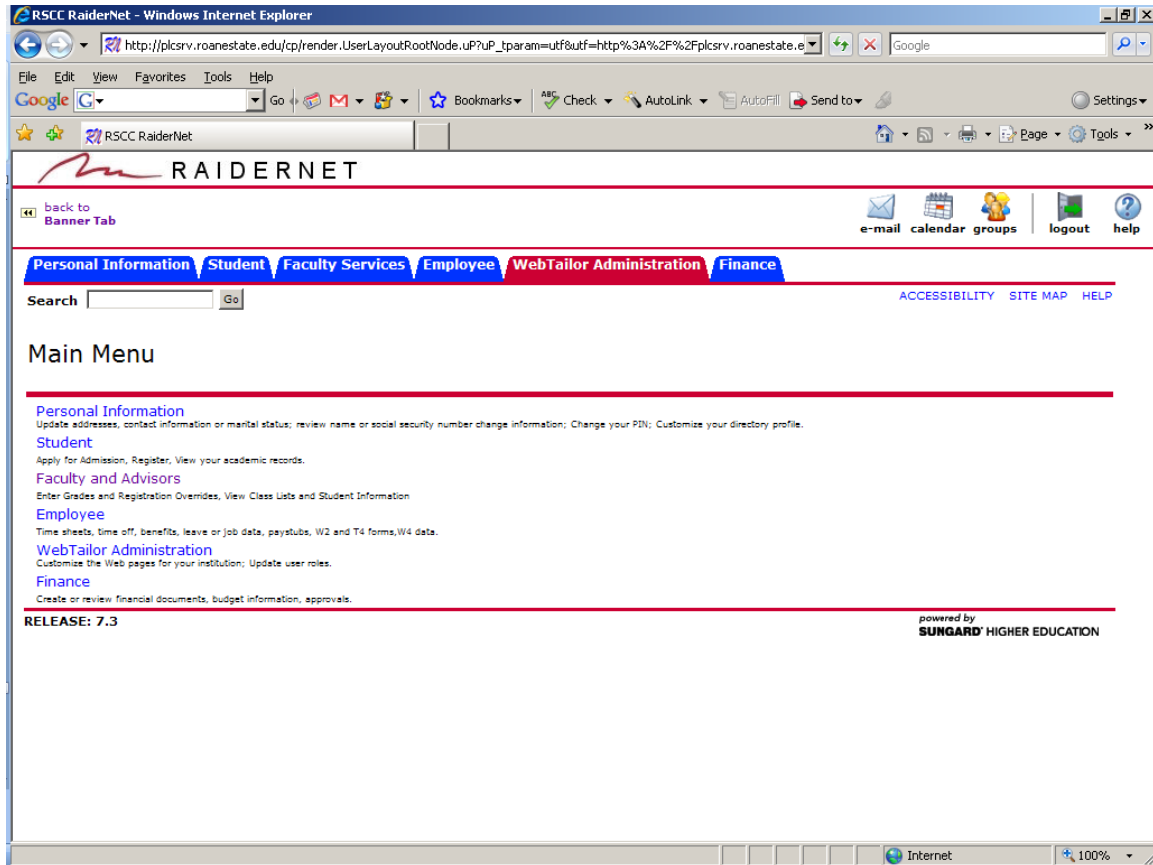 RSCC RaiderNet - Windows Internet Explorer
http://plcsrv.roanestate.edu/cp/render.UserLayoutRootNode.uP?uP_tparam=utf&utf=http%3A%2F%2Fplcsrv.roanestate.e
Google
File Edit View Favorites Tools Help
Google G Go Bookmarks ABC Check AutoLink AutoFill Send to Settings
RSCC RaiderNet Page Tools »
RAIDERNET
back to
Banner Tab
e-mail calendar groups logout help
Personal Information Student Faculty Services Employee WebTailor Administration Finance
Search Go ACCESSIBILITY SITE MAP HELP
Main Menu
Personal Information
Update addresses, contact information or marital status; review name or social security number change information; Change your PIN; Customize your directory profile.
Student
Apply for Admission, Register, View your academic records.
Faculty and Advisors
Enter Grades and Registration Overrides, View Class Lists and Student Information
Employee
Time sheets, time off, benefits, leave or job data, paystubs, W2 and T4 forms,W4 data.
WebTailor Administration
Customize the Web pages for your institution; Update user roles.
Finance
Create or review financial documents, budget information, approvals.
RELEASE: 7.3
powered by
SUNGARD' HIGHER EDUCATION
Internet 100%